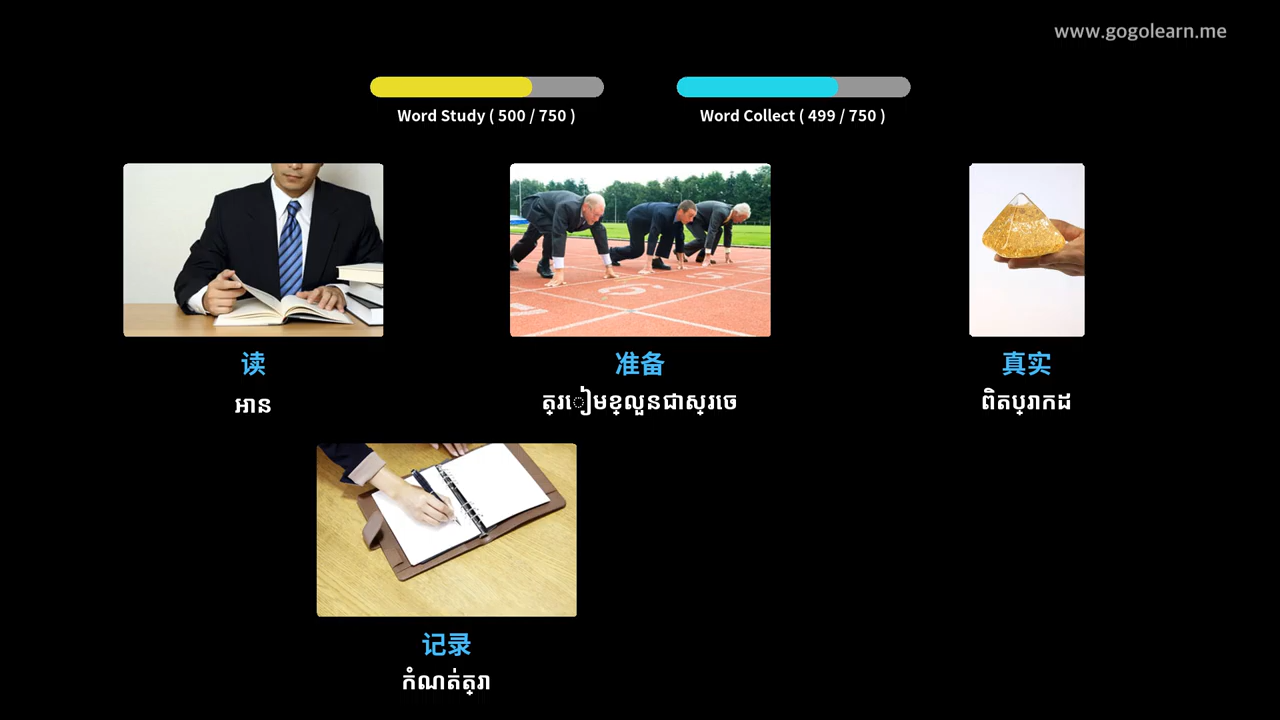 www.gogolearn.me
Word Study ( 500 / 750 )
Word Collect ( 499 / 750 )
读
អាន
准备
ត្រៀមខ្លួនជាស្រេច
真实
ពិតប្រាកដ
记录
កំណត់ត្រា